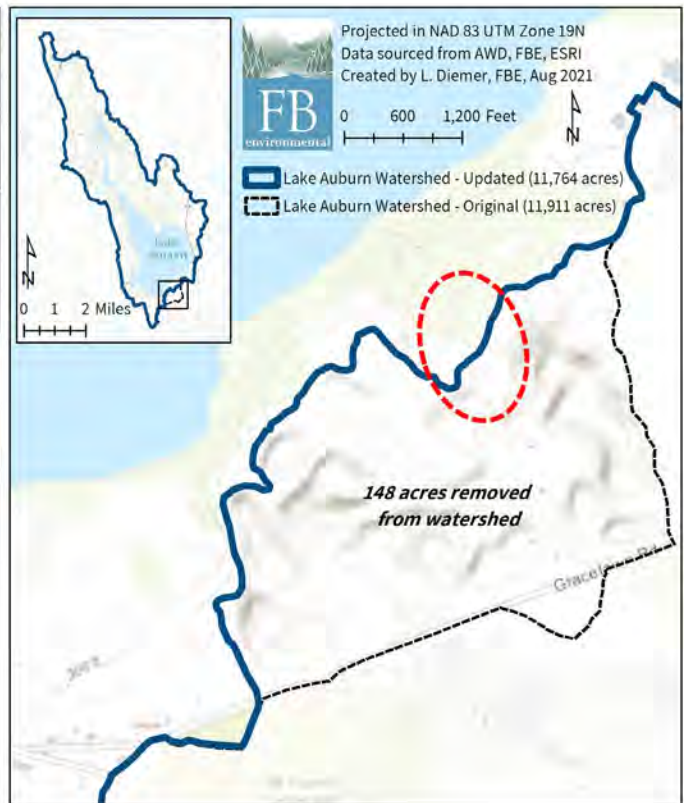 Projected in NAD 83 UTM Zone 19N
Data sourced from AWD, FBE, ESRI
Created by L. Diemer, FBE, Aug 2021
FB
environmental
0 600 1,200 Feet
N
Lake Auburn Watershed - Updated (11,764 acres)
Lake Auburn Watershed - Original (11,911 acres)
Lake
N
0 1 2 Miles
148 acres removed
from watershed